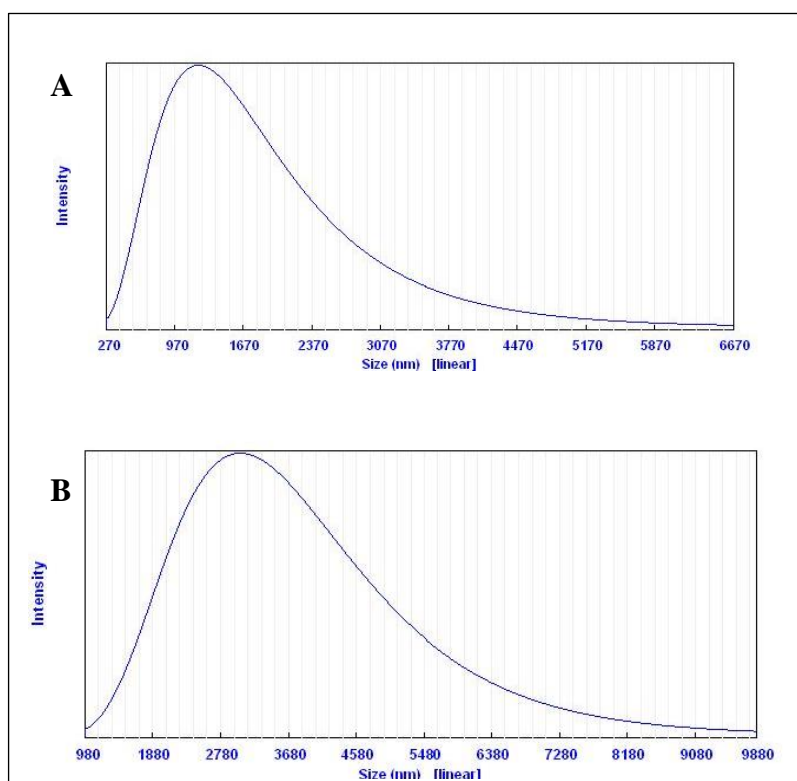 A
Intensity
270 970 1670 2370 3070 3770 4470 5170 5870 6670
Size (nm) [linear]
B
Intensity
980 1880 2780 3680 4580 5480 6380 7280 8180 9080 9880
Size (nm) [linear]